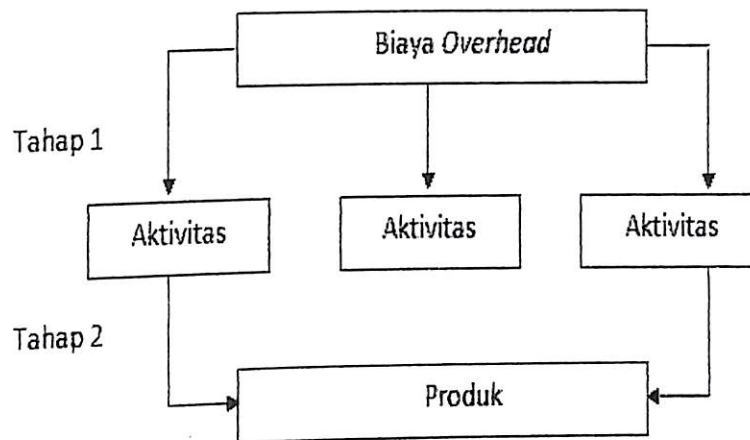 Biaya Overhead
Tahap 1
Aktivitas
Aktivitas
Aktivitas
Tahap 2
Produk